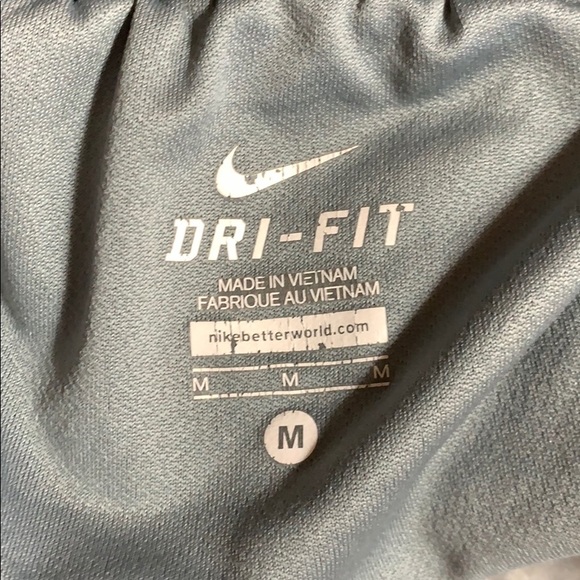 DRI-FIT
MADE IN VIETNAM
FABRIQUE AU VIETNAM
nikebetterworld.com
M M M
M